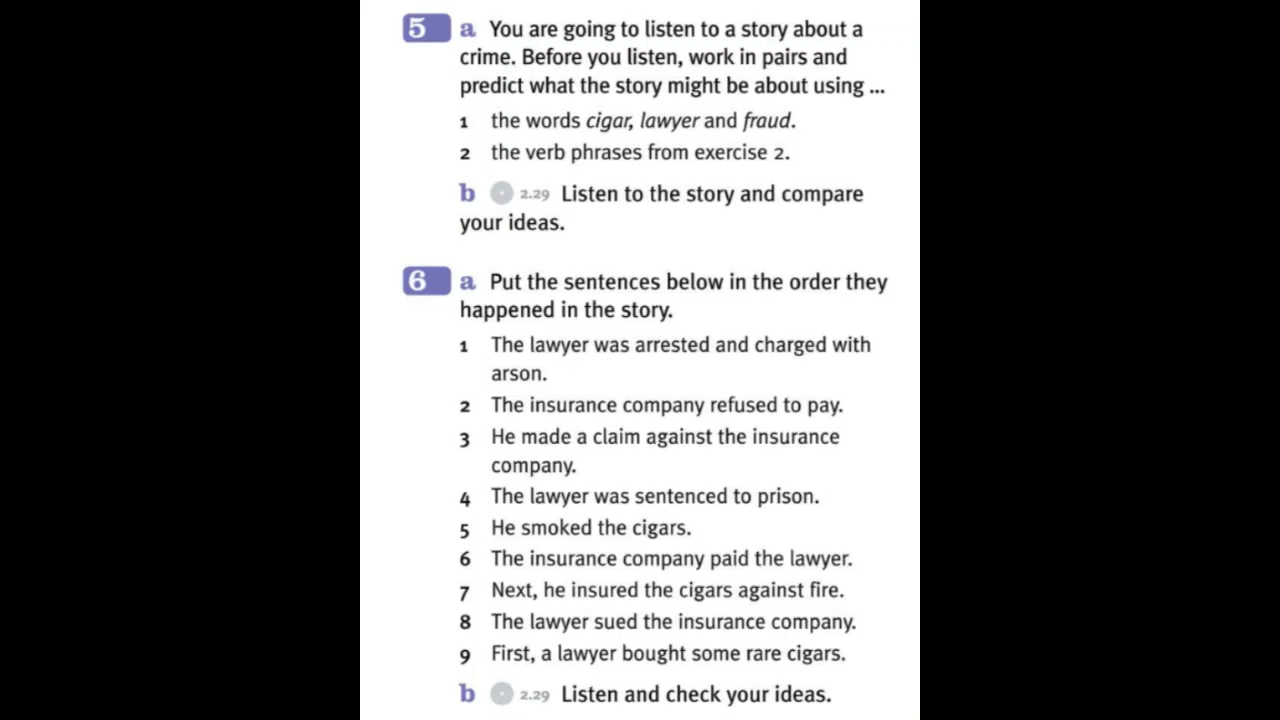 5 a You are going to listen to a story about a
crime. Before you listen, work in pairs and
predict what the story might be about using ...
1 the words cigar, lawyer and fraud.
2 the verb phrases from exercise 2.
b 2.29 Listen to the story and compare
your ideas.
6 a Put the sentences below in the order they
happened in the story.
1 The lawyer was arrested and charged with
arson.
2 The insurance company refused to pay.
3 He made a claim against the insurance
company.
4 The lawyer was sentenced to prison.
5 He smoked the cigars.
6 The insurance company paid the lawyer.
7 Next, he insured the cigars against fire.
8 The lawyer sued the insurance company.
9 First, a lawyer bought some rare cigars.
b 2.29 Listen and check your ideas.